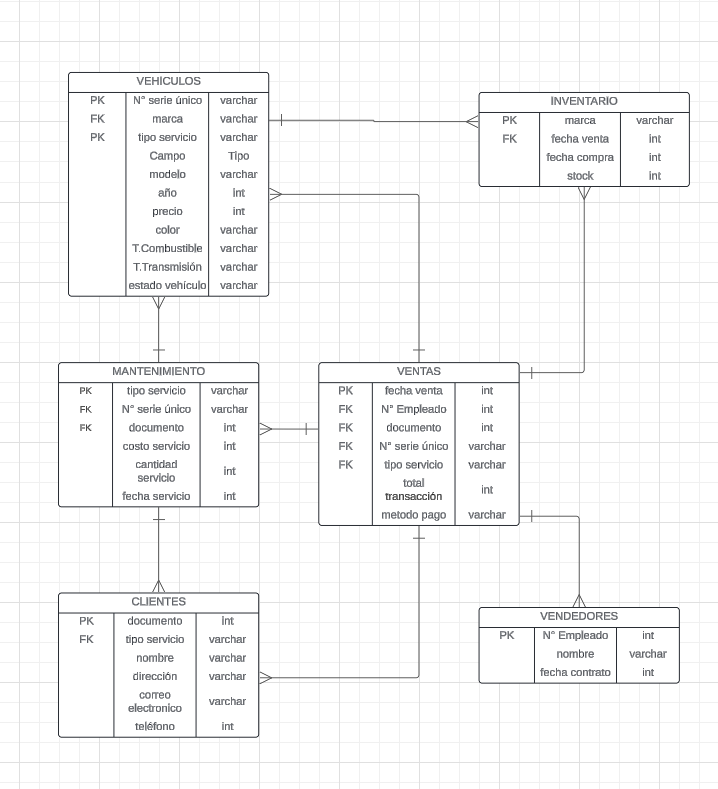 VEHÍCULOS
PK N° serie único varchar
FK marca varchar
PK tipo servicio varchar
Campo Tipo
modelo varchar
año int
precio int
color varchar
T.Combustible varchar
T.Transmisión varchar
estado vehículo varchar
INVENTARIO
PK marca varchar
FK fecha venta int
fecha compra int
stock int
MANTENIMIENTO
PK tipo servicio varchar
FK N° serie único varchar
FK documento int
costo servicio int
cantidad
servicio int
fecha servicio int
VENTAS
PK fecha venta int
FK N° Empleado int
FK documento int
FK N° serie único varchar
FK tipo servicio varchar
total
transacción int
metodo pago varchar
CLIENTES
PK documento int
FK tipo servicio varchar
nombre varchar
dirección varchar
correo
electronico varchar
teléfono int
VENDEDORES
PK N° Empleado int
nombre varchar
fecha contrato int